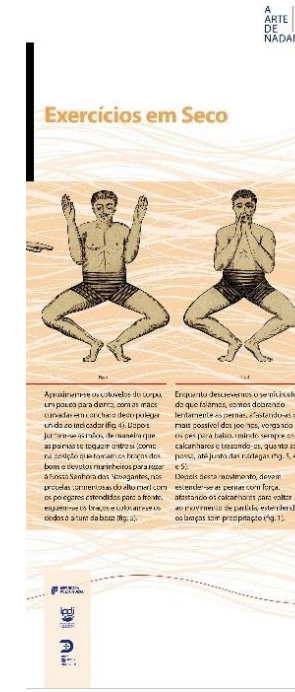 A
ARTE
DE
NADAR
Exercícios em Seco
Aproximam-se os cotovelos do corpo,
um pouco para diante, com as mãos
curvadas em concha o dedo polegar
unido ao indicador (fig. 4). Depois
juntam-se as mãos, de maneira que
as palmas se toquem entre si (como
na posição que tomam os braços dos
bons e devotos marinheiros para rezar
à Nossa Senhora dos Navegantes, nas
procelas tormentosas do alto mar) com
os polegares estendidos para a frente,
erguem-se os braços e colocam-se os
dedos à altura da boca
Enquanto descrevemos o semicírculo
de que falámos, vamos dobrando
lentamente as pernas, afastando-as o
mais possível dos joelhos, vergando
os pés para baixo, unindo sempre os
calcanhares e trazendo-os, quanto se
possa, até junto das nádegas (fig. 3, 4
e 5).
Depois deste movimento, devem
estender-se as pernas com força,
afastando os calcanhares para voltar
ao movimento de partida, estendendo
os braços sem precipitação (fig. 1).
ipdj